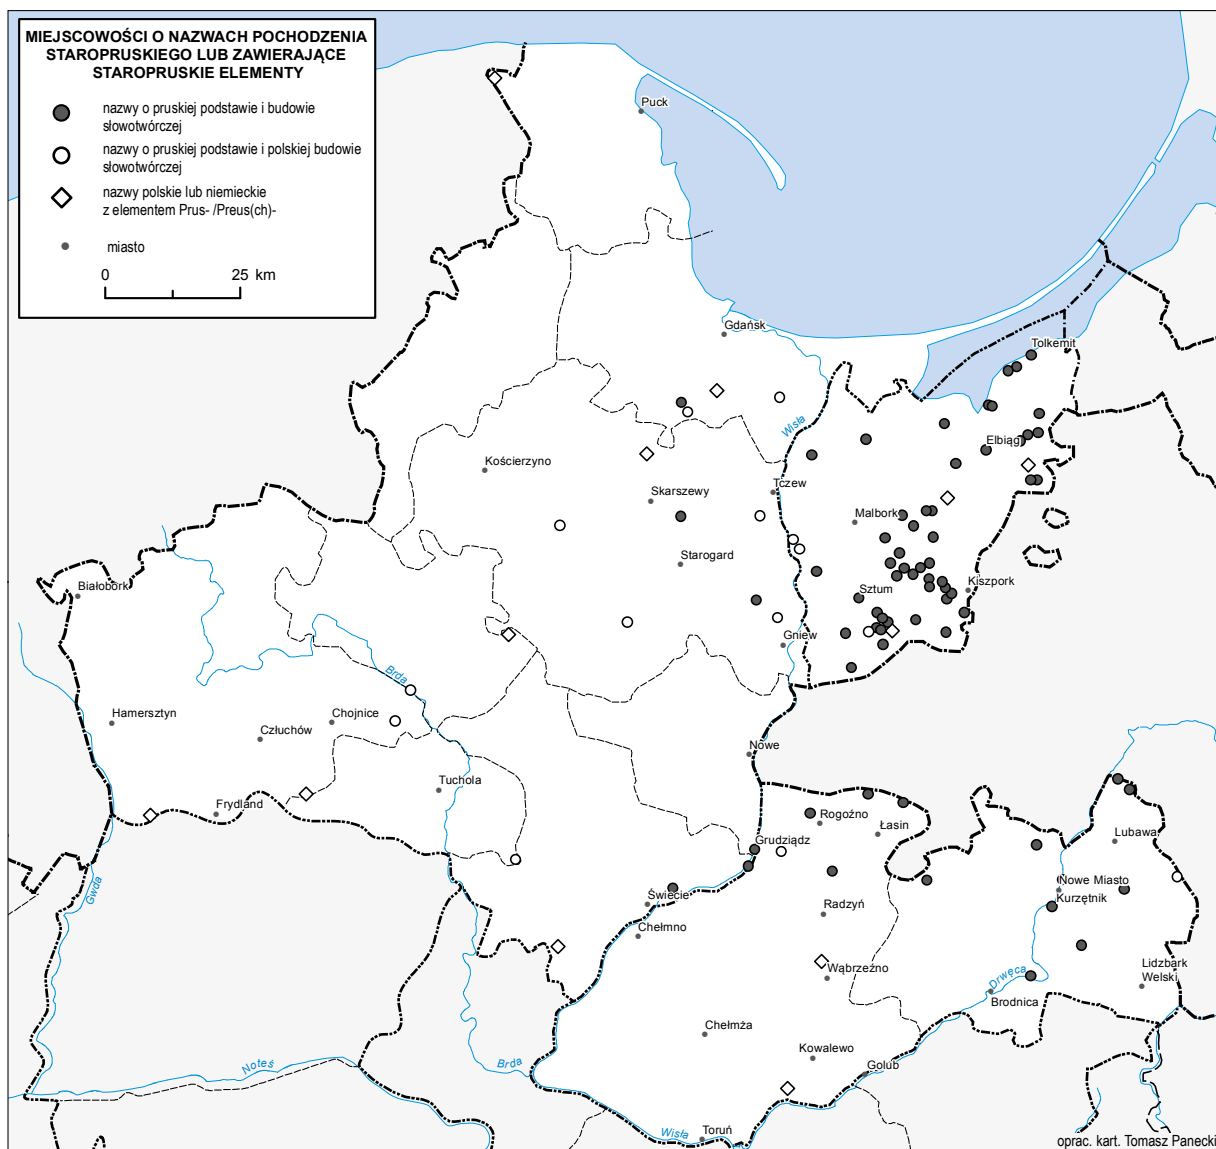 MIEJSCOWOŚCI O NAZWACH POCHODZENIA
STAROPRUSKIEGO LUB ZAWIERAJĄCE
STAROPRUSKIE ELEMENTY
nazwy o pruskiej podstawie i budowie
słowotwórczej
nazwy o pruskiej podstawie i polskiej budowie
słowotwórczej
nazwy polskie lub niemieckie
z elementem Prus- /Preus(ch)-
miasto
0 25 km
Puck
Gdańsk
Tolkemit
Wisła
Elbiąg
Kościerzyno
Skarszewy
Tczew
Malbork
Starogard
Białobork
Sztum
Kiszpork
Gniew
Brda
Hamersztyn
Chojnice
Człuchów
Nowe
Tuchola
Frydland
Rogoźno
Łasin
Lubawa
Grudziądz
Gwda
Świecie
Nowe Miasto
Kurzętnik
Radzyń
Chełmno
Wąbrzeźno
Lidzbark
Welski
Drwęca
Brodnica
Chełmża
Kowalewo
Golub
Noteś
Brda
Wisła
Toruń
oprac. kart. Tomasz Panecki